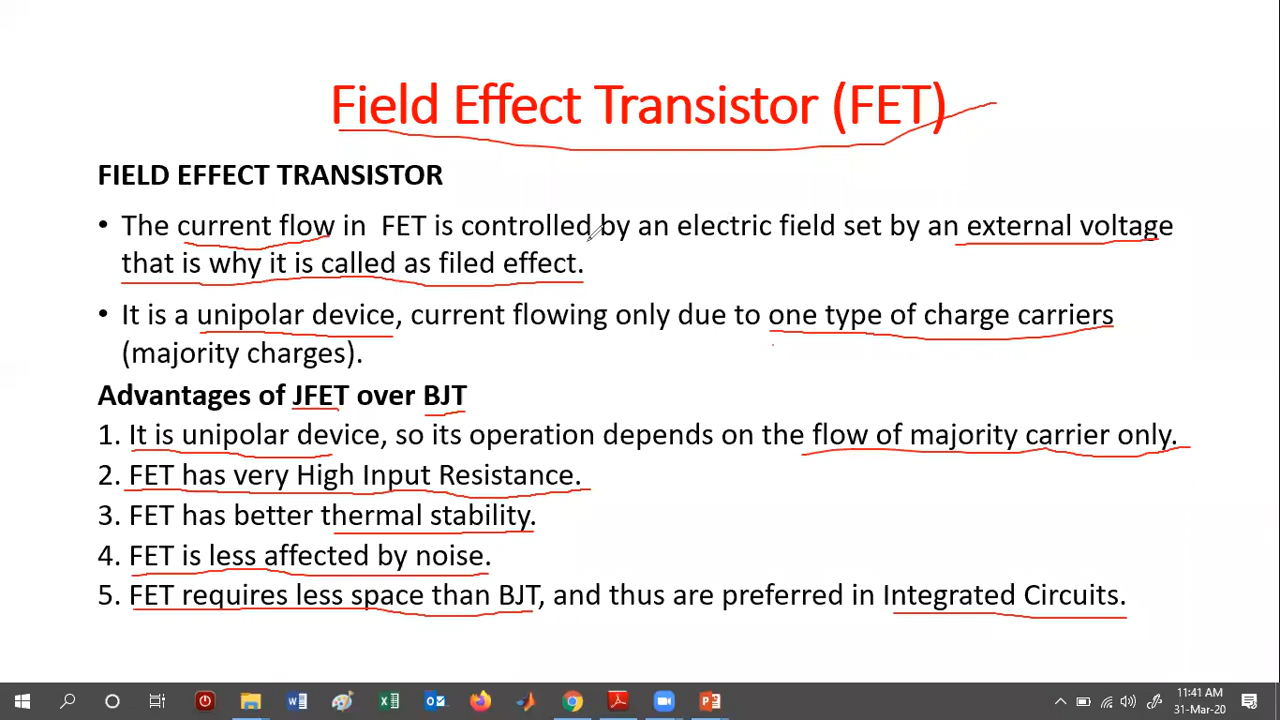 Field Effect Transistor (FET)
FIELD EFFECT TRANSISTOR
• The current flow in FET is controlled by an electric field set by an external voltage
that is why it is called as filed effect.
• It is a unipolar device, current flowing only due to one type of charge carriers
(majority charges).
Advantages of JFET over BJT
1. It is unipolar device, so its operation depends on the flow of majority carrier only.
2. FET has very High Input Resistance.
3. FET has better thermal stability.
4. FET is less affected by noise.
5. FET requires less space than BJT, and thus are preferred in Integrated Circuits.
11:41 AM
31-Mar-20